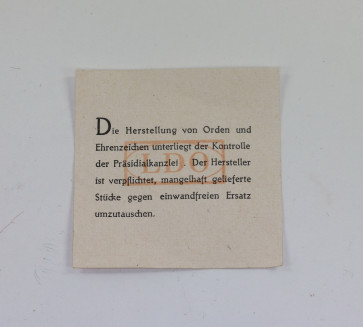 Die Herstellung von Orden und
Ehrenzeichen unterliegt der Kontrolle
der Präsidialkanzlei. Der Hersteller
LDO
ist verpflichtet, mangelhaft gelieferte
Stücke gegen einwandfreien Ersatz
umzutauschen.